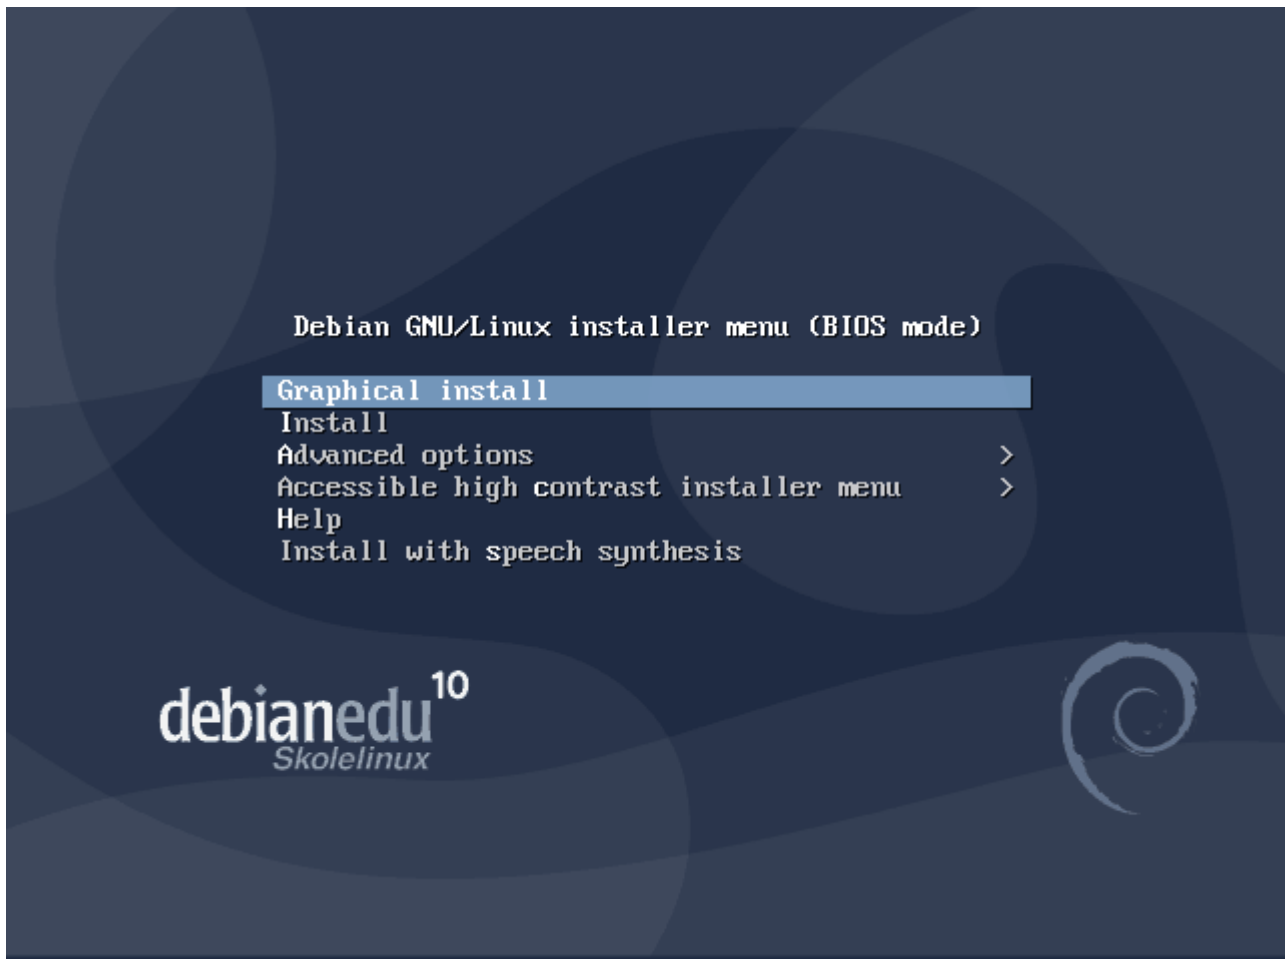 Debian GNU/Linux installer menu (BIOS mode)
Graphical install
Install
Advanced options >
Accessible high contrast installer menu >
Help
Install with speech synthesis
debianedu 10
Skolelinux